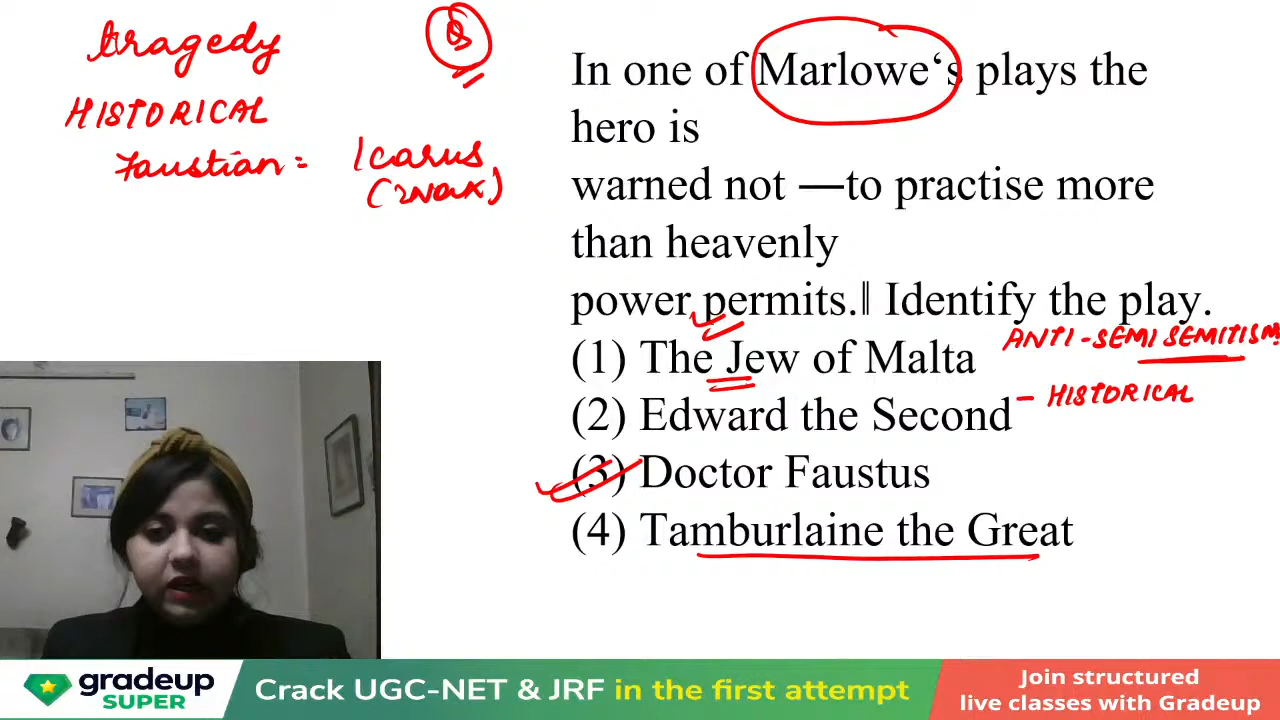 tragedy
HISTORICAL
Faustian = Icarus
Q
In one of Marlowe‘s plays the
hero is
warned not ―to practise more
than heavenly
power permits.‖ Identify the play.
(1) The Jew of Malta
ANTI-SEMI SEMITISM
(2) Edward the Second
- HISTORICAL
(3) Doctor Faustus
(4) Tamburlaine the Great
gradeup
SUPER
Crack UGC-NET & JRF in the first attempt
Join structured
live classes with Gradeup